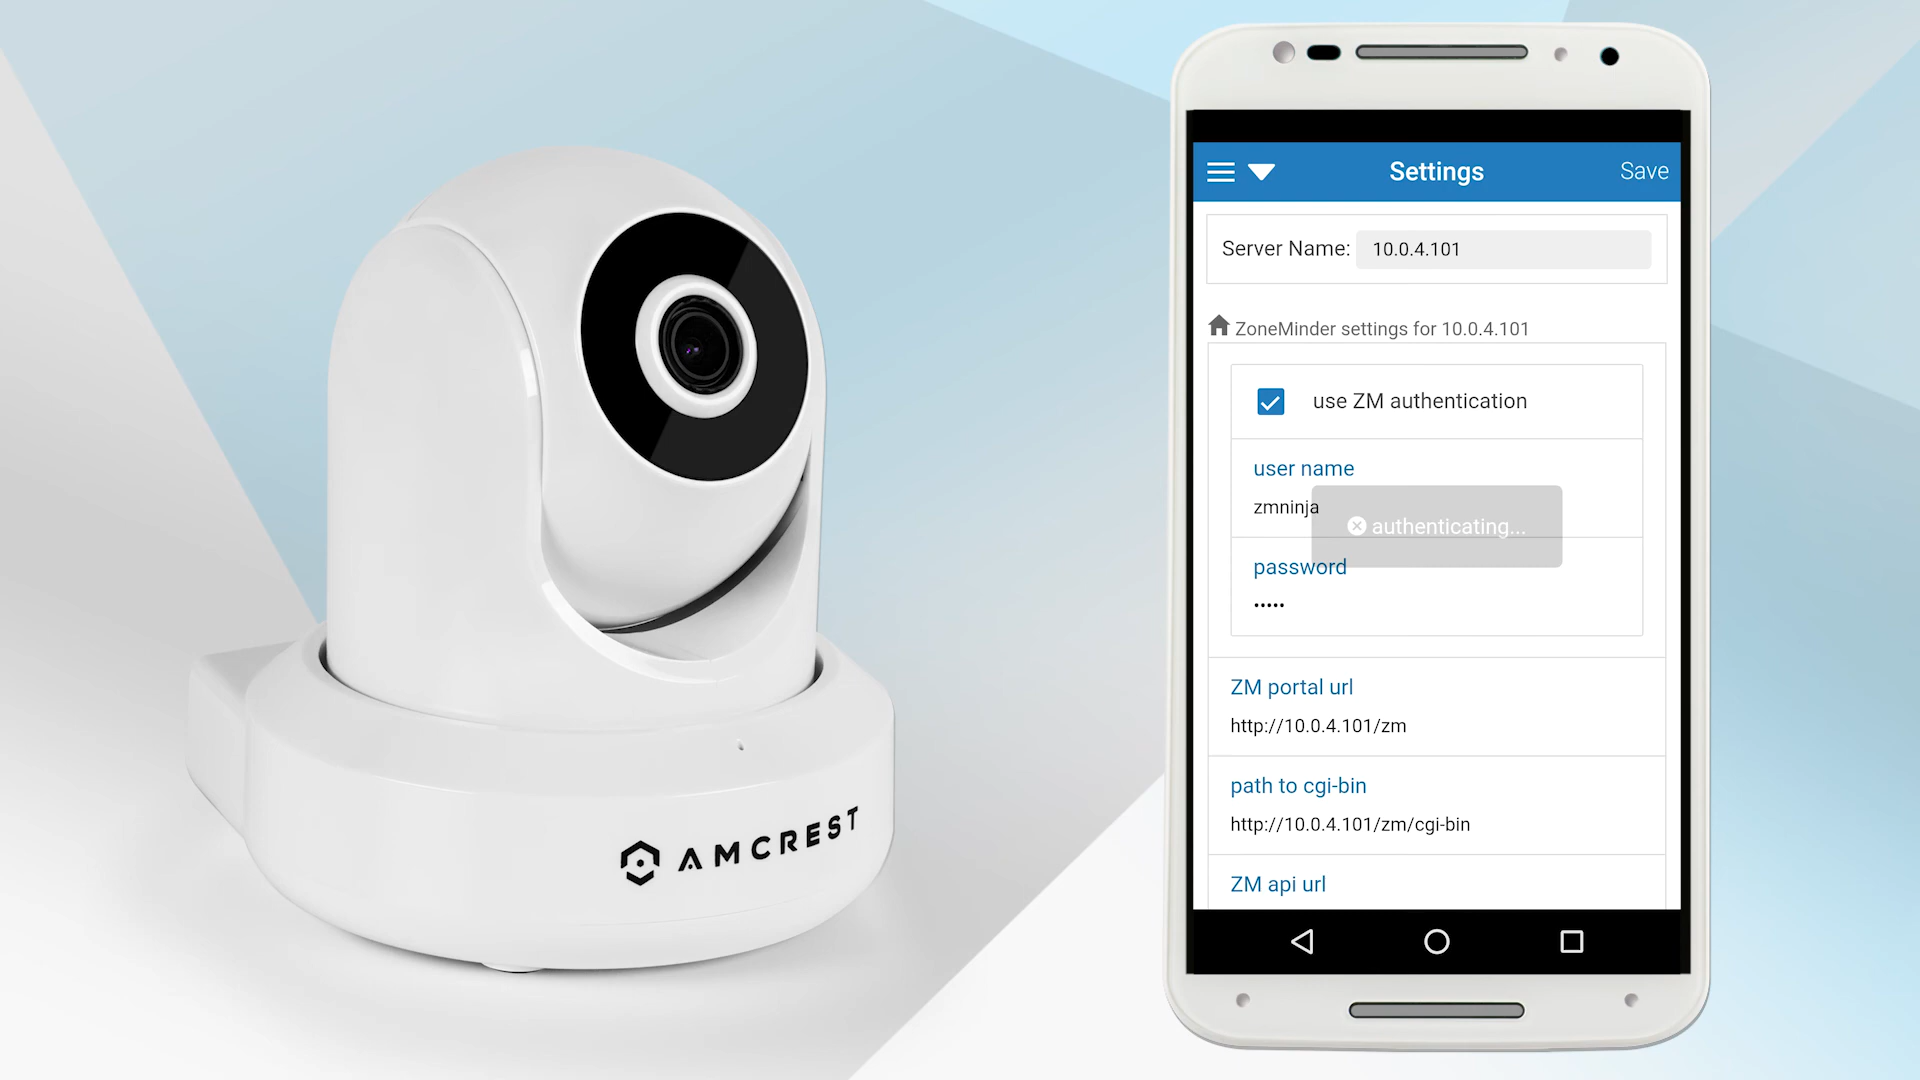 AMCREST
Settings
Save
Server Name: 10.0.4.101
ZoneMinder settings for 10.0.4.101
use ZM authentication
user name
zmninja
authenticating...
password
•••••
ZM portal url
http://10.0.4.101/zm
path to cgi-bin
http://10.0.4.101/zm/cgi-bin
ZM api url